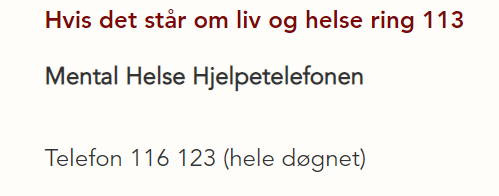 Hvis det står om liv og helse ring 113
Mental Helse Hjelpetelefonen
Telefon 116 123 (hele døgnet)